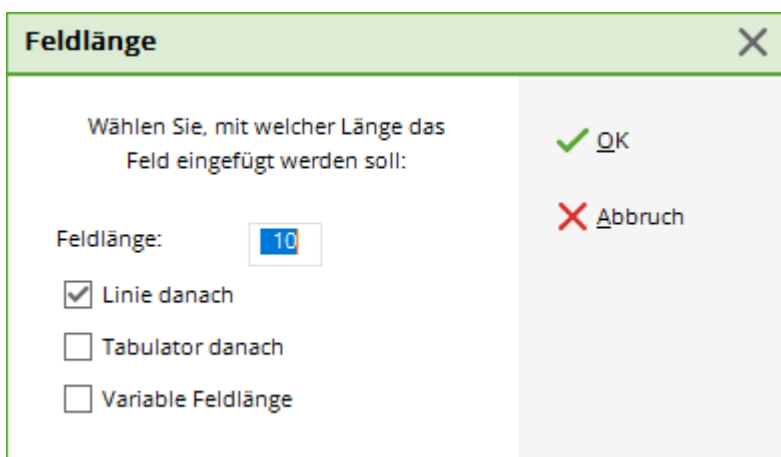 Feldlänge
Wählen Sie, mit welcher Länge das
Feld eingefügt werden soll:
OK
Abbruch
Feldlänge: 10
Linie danach
Tabulator danach
Variable Feldlänge